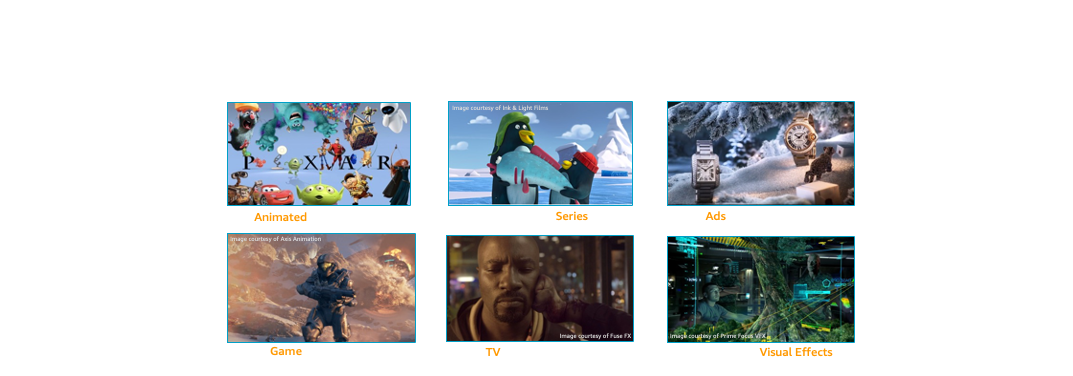 Image courtesy of Ink & Light Films
P XAR
Animated
Series
Ads
Image courtesy of Axis Animation
Image courtesy of Fuse FX
Image courtesy of Prime Focus VFX
Game
TV
Visual Effects